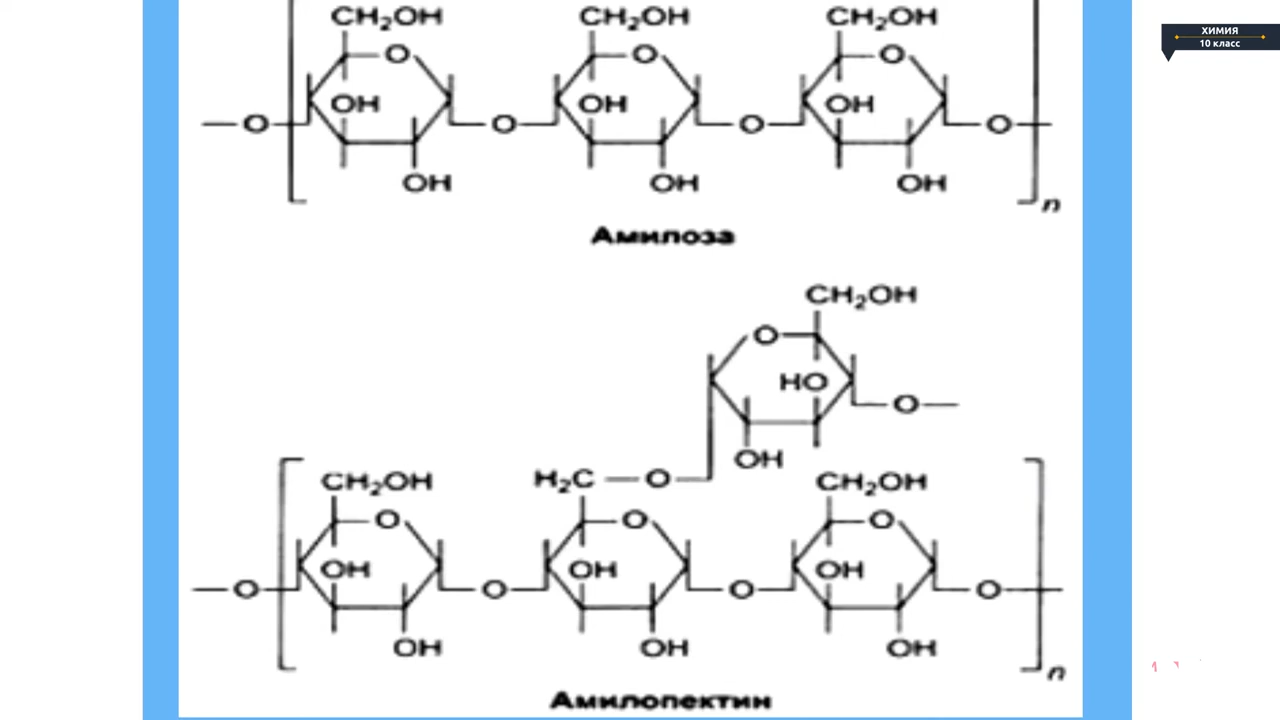 ХИМИЯ
10 класс
CH₂OH CH₂OH CH₂OH
O O O
OH OH OH
O O O O
OH OH OH
n
Амилоза
CH₂OH
O
HO
O
OH
CH₂OH H₂C O CH₂OH
O O O
OH OH OH
O O O O
OH OH OH
n
Амилопектин